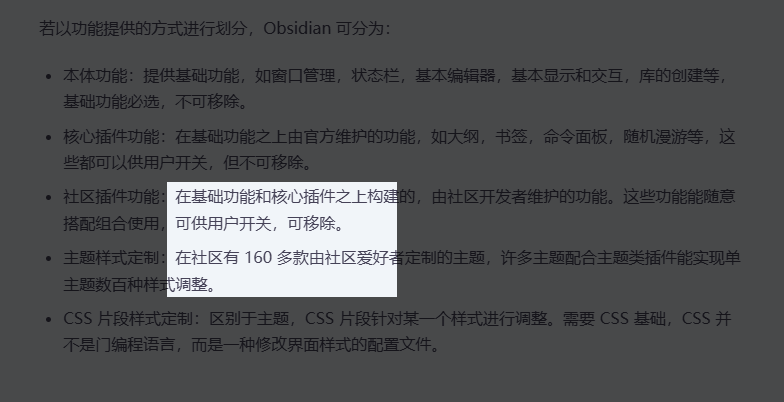 若以功能提供的方式进行划分，Obsidian 可分为：
• 本体功能：提供基础功能，如窗口管理，状态栏，基本编辑器，基本显示和交互，库的创建等，
基础功能必选，不可移除。
• 核心插件功能：在基础功能之上由官方维护的功能，如大纲，书签，命令面板，随机漫游等，这
些都可以供用户开关，但不可移除。
• 社区插件功能：在基础功能和核心插件之上构建的，由社区开发者维护的功能。这些功能能随意
搭配组合使用，可供用户开关，可移除。
• 主题样式定制：在社区有 160 多款由社区爱好者定制的主题，许多主题配合主题类插件能实现单
主题数百种样式调整。
• CSS 片段样式定制：区别于主题，CSS 片段针对某一个样式进行调整。需要 CSS 基础，CSS 并
不是门编程语言，而是一种修改界面样式的配置文件。